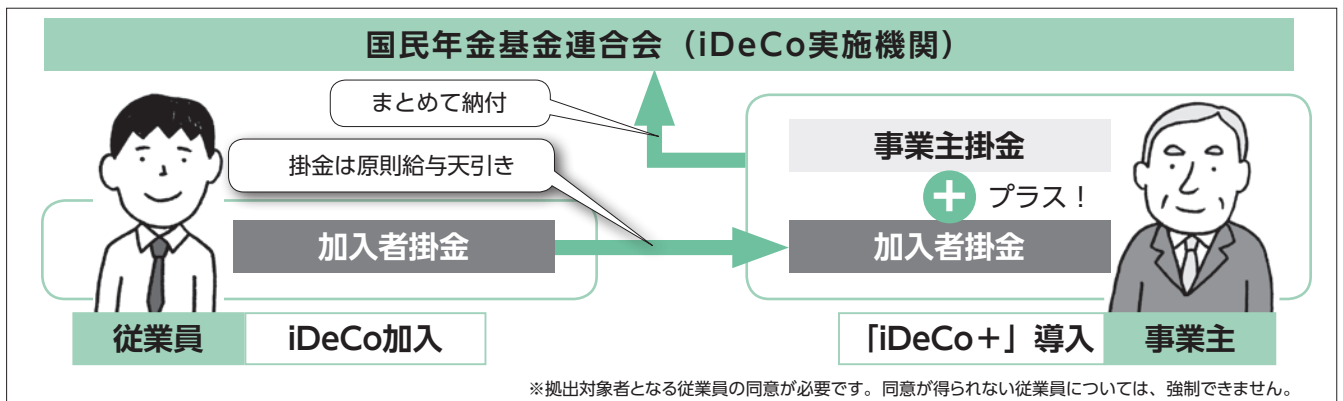 国民年金基金連合会（iDeCo実施機関）
まとめて納付
掛金は原則給与天引き
加入者掛金
事業主掛金
プラス！
加入者掛金
従業員
iDeCo加入
「iDeCo＋」導入
事業主
※拠出対象者となる従業員の同意が必要です。同意が得られない従業員については、強制できません。